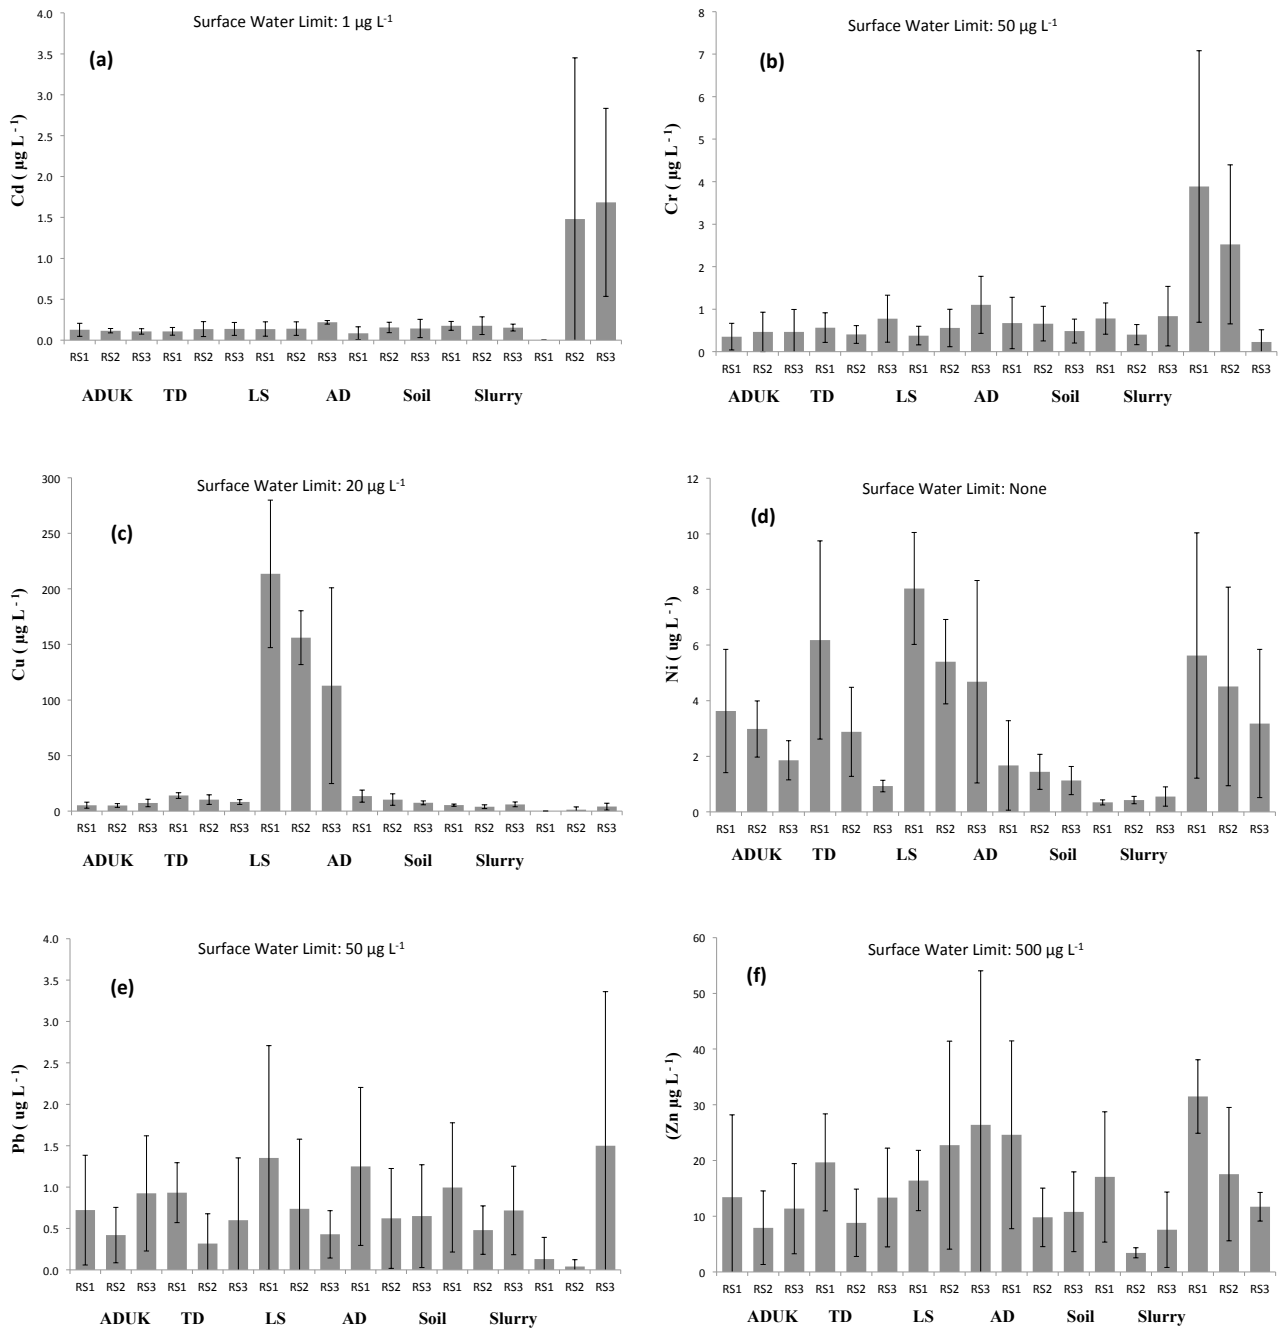 Surface Water Limit: 1 µg L-1
(a)
Cd ( µg L -1)
4.0
3.5
3.0
2.5
2.0
1.5
1.0
0.5
0.0
RS1 RS2 RS3 RS1 RS2 RS3 RS1 RS2 RS3 RS1 RS2 RS3 RS1 RS2 RS3 RS1 RS2 RS3
ADUK TD LS AD Soil Slurry
Surface Water Limit: 50 µg L-1
(b)
Cr ( µg L -1)
8
7
6
5
4
3
2
1
0
RS1 RS2 RS3 RS1 RS2 RS3 RS1 RS2 RS3 RS1 RS2 RS3 RS1 RS2 RS3 RS1 RS2 RS3
ADUK TD LS AD Soil Slurry
Surface Water Limit: 20 µg L-1
(c)
Cu ( µg L -1)
300
250
200
150
100
50
0
RS1 RS2 RS3 RS1 RS2 RS3 RS1 RS2 RS3 RS1 RS2 RS3 RS1 RS2 RS3 RS1 RS2 RS3
ADUK TD LS AD Soil Slurry
Surface Water Limit: None
(d)
Ni ( ug L -1)
12
10
8
6
4
2
0
RS1 RS2 RS3 RS1 RS2 RS3 RS1 RS2 RS3 RS1 RS2 RS3 RS1 RS2 RS3 RS1 RS2 RS3
ADUK TD LS AD Soil Slurry
Surface Water Limit: 50 µg L-1
(e)
Pb ( ug L -1)
4.0
3.5
3.0
2.5
2.0
1.5
1.0
0.5
0.0
RS1 RS2 RS3 RS1 RS2 RS3 RS1 RS2 RS3 RS1 RS2 RS3 RS1 RS2 RS3 RS1 RS2 RS3
ADUK TD LS AD Soil Slurry
Surface Water Limit: 500 µg L-1
(f)
(Zn µg L -1)
60
50
40
30
20
10
0
RS1 RS2 RS3 RS1 RS2 RS3 RS1 RS2 RS3 RS1 RS2 RS3 RS1 RS2 RS3 RS1 RS2 RS3
ADUK TD LS AD Soil Slurry